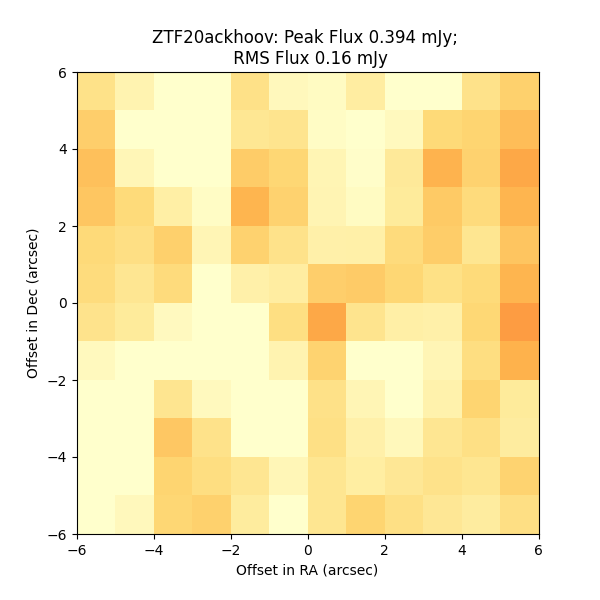 ZTF20ackhoov: Peak Flux 0.394 mJy;
RMS Flux 0.16 mJy
6
4
2
0
−2
−4
−6
Offset in Dec (arcsec)
−6 −4 −2 0 2 4 6
Offset in RA (arcsec)